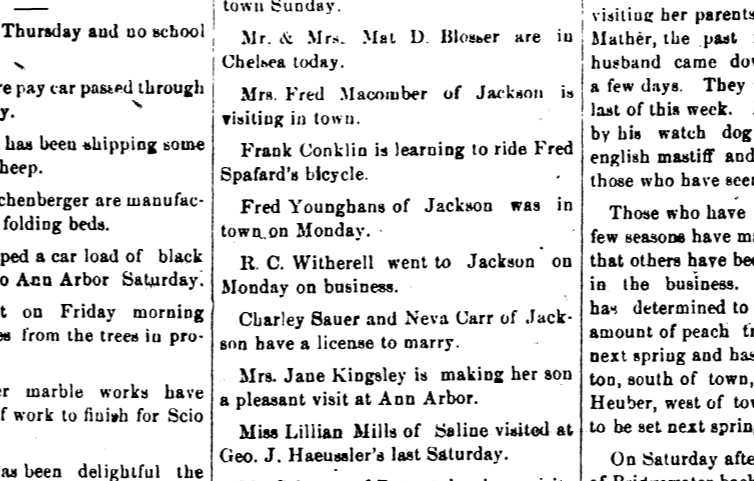 Thursday and no school
re pay car passed through
y.
has been shipping some
heep.
chenberger are manufac-
folding beds.
ped a car load of black
o Ann Arbor Saturday.
t on Friday morning
es from the trees in pro-
er marble works have
f work to finish for Scio
as been delightful the
town Sunday.
Mr. & Mrs. Mat D. Blosser are in
Chelsea today.
Mrs. Fred Macomber of Jackson is
visiting in town.
Frank Conklin is learning to ride Fred
Spafard's bicycle.
Fred Younghans of Jackson was in
town on Monday.
R. C. Witherell went to Jackson on
Monday on business.
Charley Sauer and Neva Carr of Jack-
son have a license to marry.
Mrs. Jane Kingsley is making her son
a pleasant visit at Ann Arbor.
Miss Lillian Mills of Saline visited at
Geo. J. Haeussler's last Saturday.
visiting her parents
Mather, the past
husband came do
a few days. They
last of this week.
by his watch dog
english mastiff and
those who have see
Those who have
few seasons have m
that others have be
in the business.
has determined to
amount of peach t
next spring and has
ton, south of town,
Heuber, west of to
to be set next sprin
On Saturday afte